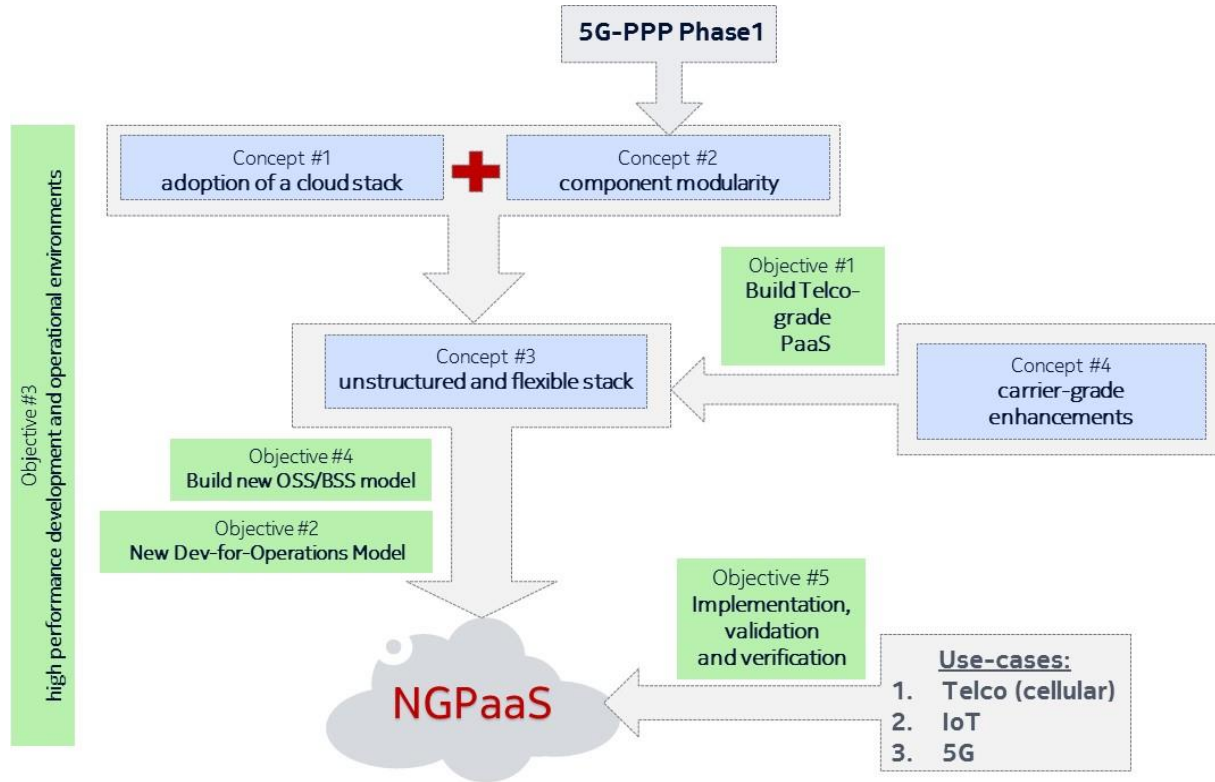 5G-PPP Phase1
Concept #1
adoption of a cloud stack
Concept #2
component modularity
Objective #3
high performance development and operational environments
Objective #1
Build Telco-
grade
PaaS
Concept #3
unstructured and flexible stack
Concept #4
carrier-grade
enhancements
Objective #4
Build new OSS/BSS model
Objective #2
New Dev-for-Operations Model
Objective #5
Implementation,
validation
and verification
NGPaaS
Use-cases:
1. Telco (cellular)
2. IoT
3. 5G